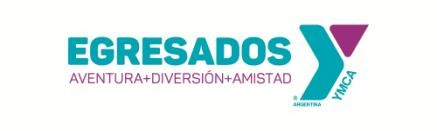 EGRESADOS
AVENTURA+DIVERSIÓN+AMISTAD
YMCA
®ARGENTINA